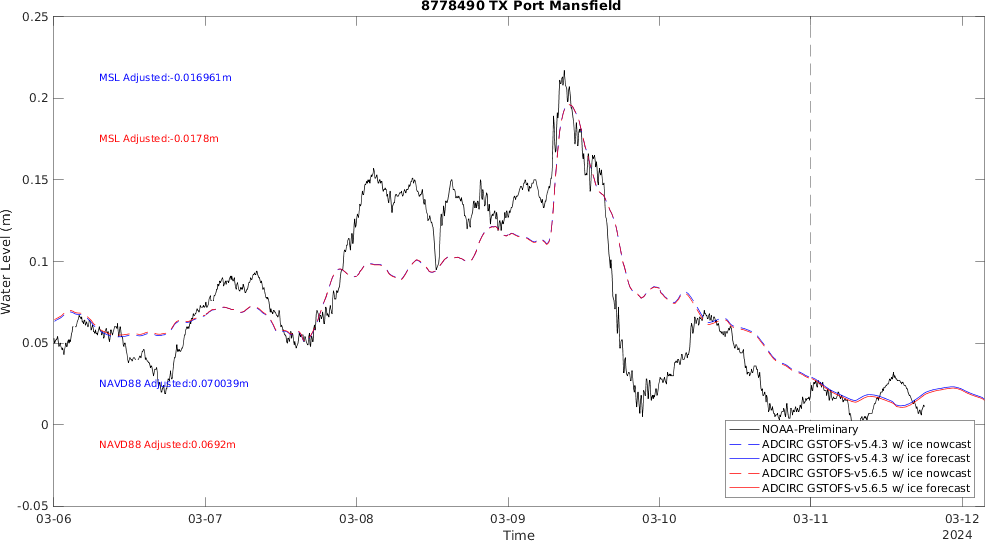 8778490 TX Port Mansfield
0.25
0.2
0.15
0.1
0.05
0
-0.05
Water Level (m)
MSL Adjusted:-0.016961m
MSL Adjusted:-0.0178m
NAVD88 Adjusted:0.070039m
NAVD88 Adjusted:0.0692m
NOAA-Preliminary
ADCIRC GSTOFS-v5.4.3 w/ ice nowcast
ADCIRC GSTOFS-v5.4.3 w/ ice forecast
ADCIRC GSTOFS-v5.6.5 w/ ice nowcast
ADCIRC GSTOFS-v5.6.5 w/ ice forecast
03-06 03-07 03-08 03-09 03-10 03-11 03-12
Time
2024